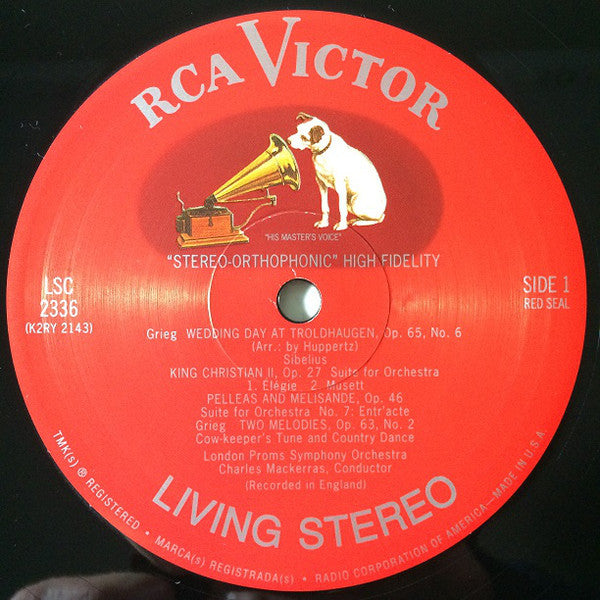 RCA VICTOR
"HIS MASTER'S VOICE"
"STEREO-ORTHOPHONIC" HIGH FIDELITY
LSC
2336
(K2RY 2143)
SIDE 1
RED SEAL
Grieg WEDDING DAY AT TROLDHAUGEN, Op. 65, No. 6
(Arr.: by Huppertz)
Sibelius
KING CHRISTIAN II, Op. 27 Suite for Orchestra
1. Elégie 2. Musett
PELLEAS AND MELISANDE, Op. 46
Suite for Orchestra No. 7: Entr'acte
Grieg TWO MELODIES, Op. 63, No. 2
Cow-keeper's Tune and Country Dance
London Proms Symphony Orchestra
Charles Mackerras, Conductor
(Recorded in England)
LIVING STEREO
TMK(s) ® REGISTERED • MARCA(s) REGISTRADA(s) • RADIO CORPORATION OF AMERICA—MADE IN U.S.A